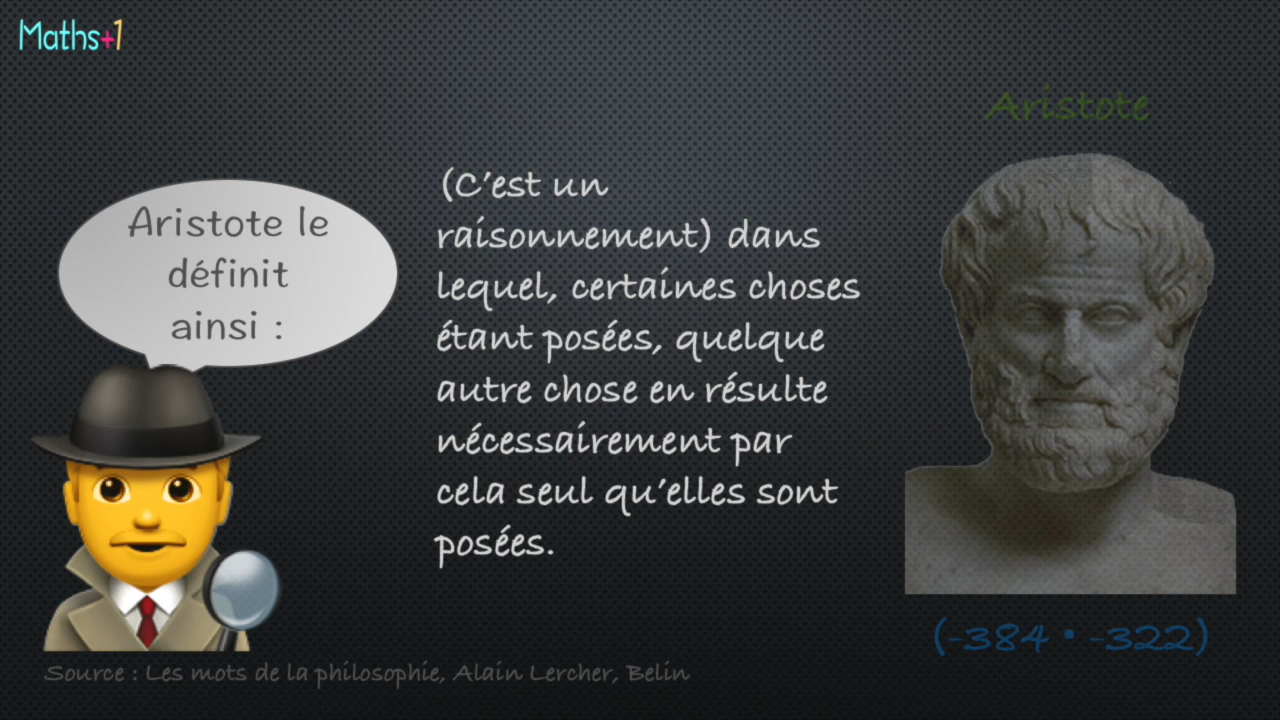 Maths+1
Aristote
Aristote le
définit
ainsi :
(C'est un
raisonnement) dans
lequel, certaines choses
étant posées, quelque
autre chose en résulte
nécessairement par
cela seul qu'elles sont
posées.
(-384 • -322)
Source : Les mots de la philosophie, Alain Lercher, Belin